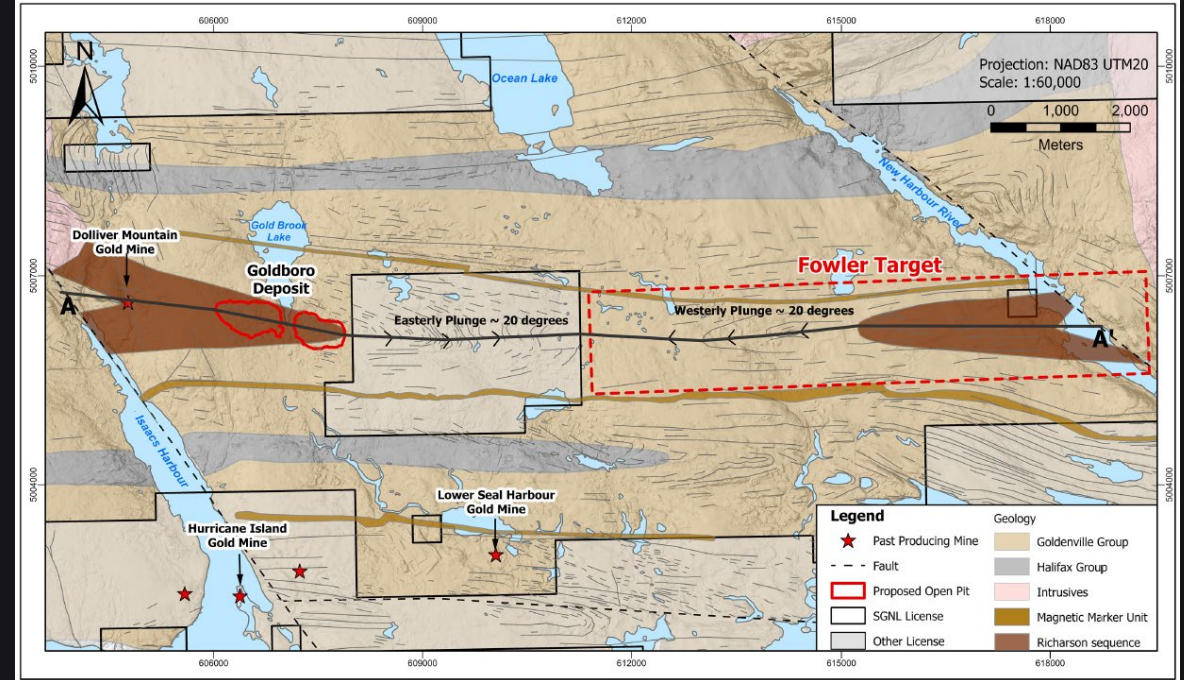 606000
609000
612000
615000
618000
5010000
5010000
N
Projection: NAD83 UTM20
Scale: 1:60,000
0 1,000 2,000
Meters
Ocean Lake
New Harbour River
Gold Brook
Lake
Dolliver Mountain
Gold Mine
Goldboro
Deposit
Fowler Target
5007000
5007000
A
Easterly Plunge ~ 20 degrees
Westerly Plunge ~ 20 degrees
A'
Isaacs Harbour
5004000
5004000
Lower Seal Harbour
Gold Mine
Hurricane Island
Gold Mine
Legend
Past Producing Mine
Fault
Proposed Open Pit
SGNL License
Other License
Geology
Goldenville Group
Halifax Group
Intrusives
Magnetic Marker Unit
Richarson sequence
606000
609000
612000
615000
618000